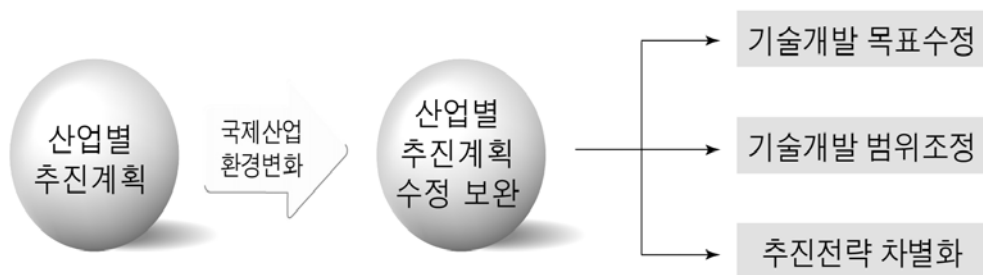 산업별
추진계획
국제산업
환경변화
산업별
추진계획
수정 보완
기술개발 목표수정
기술개발 범위조정
추진전략 차별화